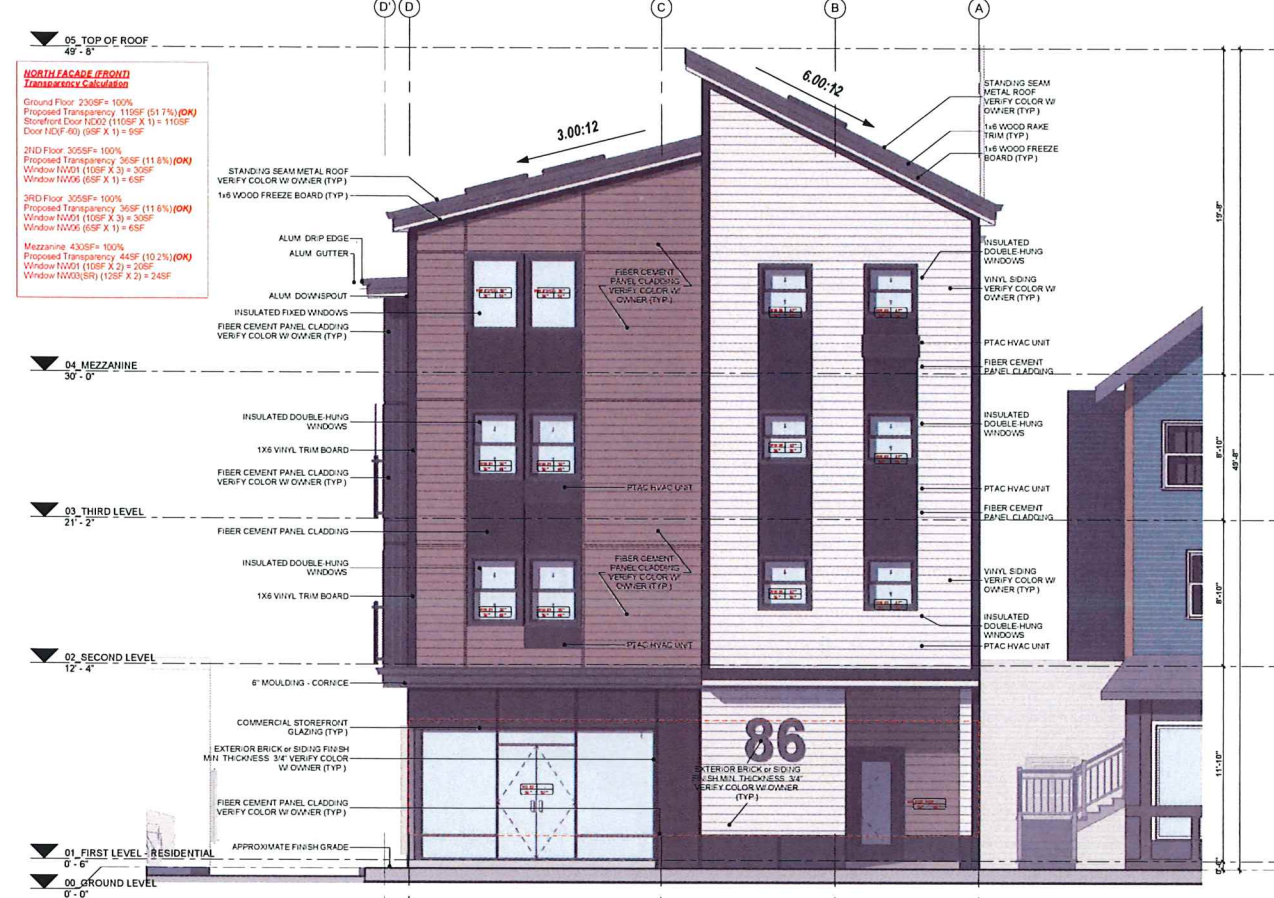 D' D C B A
05_TOP OF ROOF
49' - 8"
NORTH FACADE (FRONT)
Transparency Calculation
Ground Floor: 230SF= 100%
Proposed Transparency: 119SF (51.7%) (OK)
Storefront Door ND02 (110SF X 1) = 110SF
Door ND(F-60) (9SF X 1) = 9SF
2ND Floor: 305SF= 100%
Proposed Transparency: 36SF (11.8%) (OK)
Window NW01 (10SF X 3) = 30SF
Window NW06 (6SF X 1) = 6SF
3RD Floor: 305SF= 100%
Proposed Transparency: 36SF (11.8%) (OK)
Window NW01 (10SF X 3) = 30SF
Window NW06 (6SF X 1) = 6SF
Mezzanine: 430SF= 100%
Proposed Transparency: 44SF (10.2%) (OK)
Window NW01 (10SF X 2) = 20SF
Window NW03(SR) (12SF X 2) = 24SF
04_MEZZANINE
30' - 0"
03_THIRD LEVEL
21' - 2"
02_SECOND LEVEL
12' - 4"
01_FIRST LEVEL - RESIDENTIAL
0' - 6"
00_GROUND LEVEL
0' - 0"
STANDING SEAM METAL ROOF
VERIFY COLOR W/ OWNER (TYP.)
1x6 WOOD FREEZE BOARD (TYP.)
ALUM. DRIP EDGE
ALUM. GUTTER
ALUM. DOWNSPOUT
INSULATED FIXED WINDOWS
FIBER CEMENT PANEL CLADDING
VERIFY COLOR W/ OWNER (TYP.)
INSULATED DOUBLE-HUNG
WINDOWS
1X6 VINYL TRIM BOARD
FIBER CEMENT PANEL CLADDING
VERIFY COLOR W/ OWNER (TYP.)
FIBER CEMENT PANEL CLADDING
INSULATED DOUBLE-HUNG
WINDOWS
1X6 VINYL TRIM BOARD
6" MOULDING - CORNICE
COMMERCIAL STOREFRONT
GLAZING (TYP.)
EXTERIOR BRICK or SIDING FINISH
MIN. THICKNESS 3/4" VERIFY COLOR
W/ OWNER (TYP.)
FIBER CEMENT PANEL CLADDING
VERIFY COLOR W/ OWNER (TYP.)
APPROXIMATE FINISH GRADE
3.00:12
6.00:12
FIBER CEMENT
PANEL CLADDING
VERIFY COLOR W/
OWNER (TYP.)
PTAC HVAC UNIT
FIBER CEMENT
PANEL CLADDING
VERIFY COLOR W/
OWNER (TYP.)
PTAC HVAC UNIT
86
EXTERIOR BRICK or SIDING
FINISH MIN. THICKNESS 3/4"
VERIFY COLOR W/ OWNER
(TYP.)
STANDING SEAM
METAL ROOF
VERIFY COLOR W/
OWNER (TYP.)
1x6 WOOD RAKE
TRIM (TYP.)
1x6 WOOD FREEZE
BOARD (TYP.)
INSULATED
DOUBLE-HUNG
WINDOWS
VINYL SIDING
VERIFY COLOR W/
OWNER (TYP.)
PTAC HVAC UNIT
FIBER CEMENT
PANEL CLADDING
INSULATED
DOUBLE-HUNG
WINDOWS
PTAC HVAC UNIT
FIBER CEMENT
PANEL CLADDING
VINYL SIDING
VERIFY COLOR W/
OWNER (TYP.)
INSULATED
DOUBLE-HUNG
WINDOWS
PTAC HVAC UNIT
19'-8"
8'-10"
49'-8"
8'-10"
11'-10"